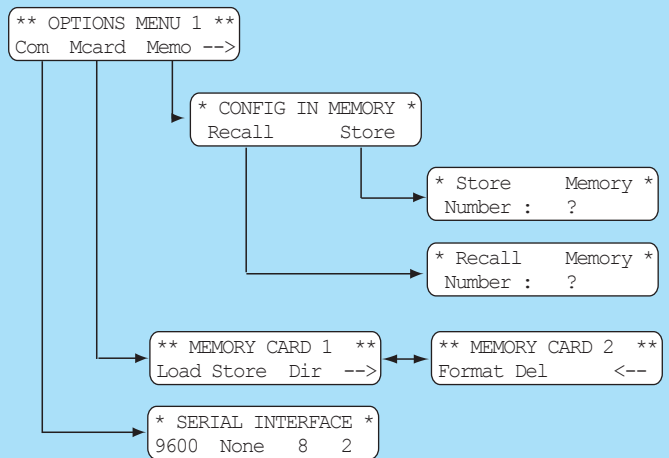 ** OPTIONS MENU 1 **
Com Mcard Memo -->
* CONFIG IN MEMORY *
Recall Store
* Store Memory *
Number : ?
* Recall Memory *
Number : ?
** MEMORY CARD 1 **
Load Store Dir -->
** MEMORY CARD 2 **
Format Del <--
* SERIAL INTERFACE *
9600 None 8 2